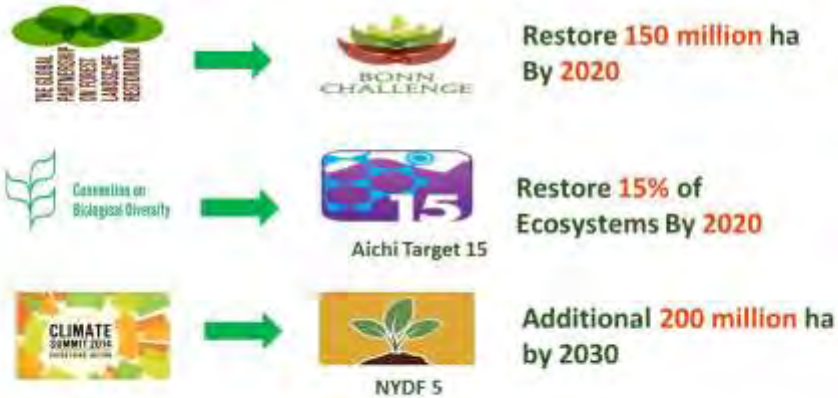 THE GLOBAL
PARTNERSHIP
ON FOREST
LANDSCAPE
RESTORATION
BONN
CHALLENGE
Restore 150 million ha
By 2020
Convention on
Biological Diversity
15
Aichi Target 15
Restore 15% of
Ecosystems By 2020
CLIMATE
SUMMIT 2014
NYDF 5
Additional 200 million ha
by 2030